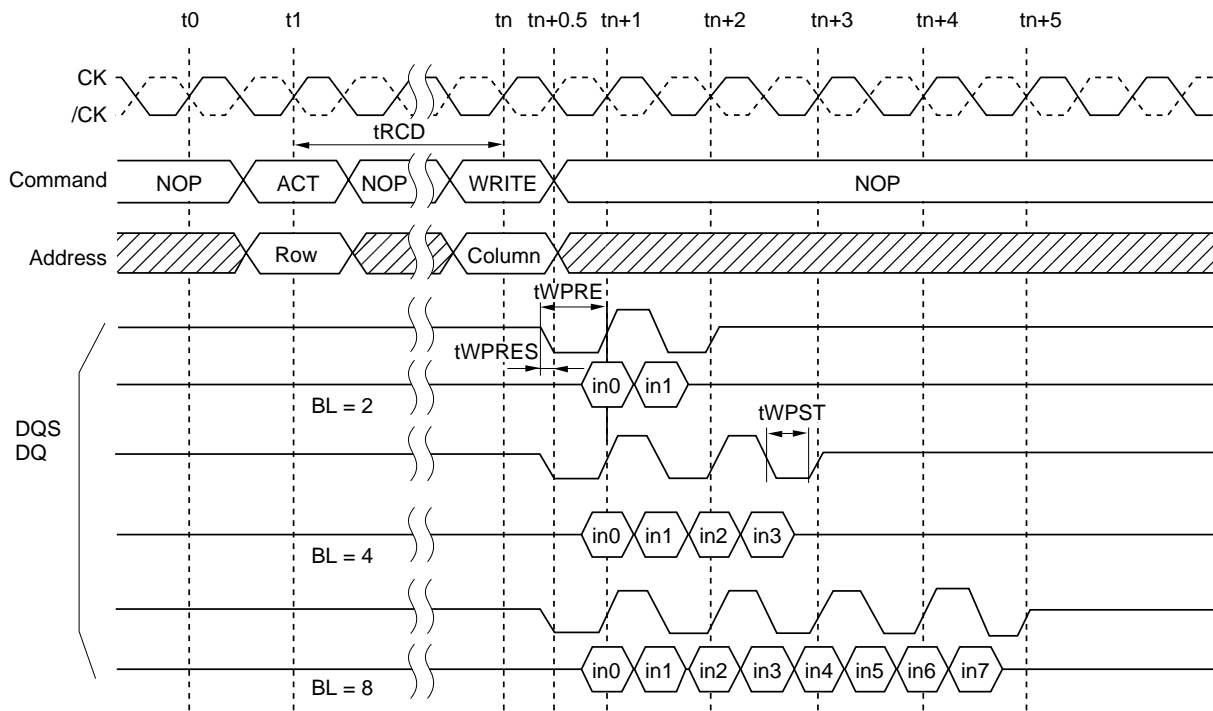 t0 t1 tn tn+0.5 tn+1 tn+2 tn+3 tn+4 tn+5
CK
/CK
tRCD
Command NOP ACT NOP WRITE NOP
Address Row Column
tWPRE
tWPRES
in0 in1
BL = 2
tWPST
DQS
DQ
in0 in1 in2 in3
BL = 4
in0 in1 in2 in3 in4 in5 in6 in7
BL = 8